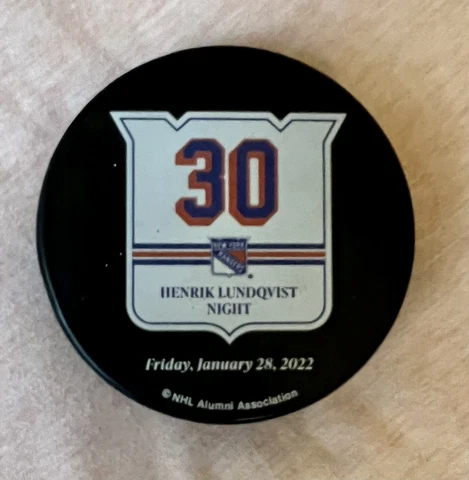 30
NEW YORK
RANGERS
®
HENRIK LUNDQVIST
NIGHT
Friday, January 28, 2022
©NHL Alumni Association